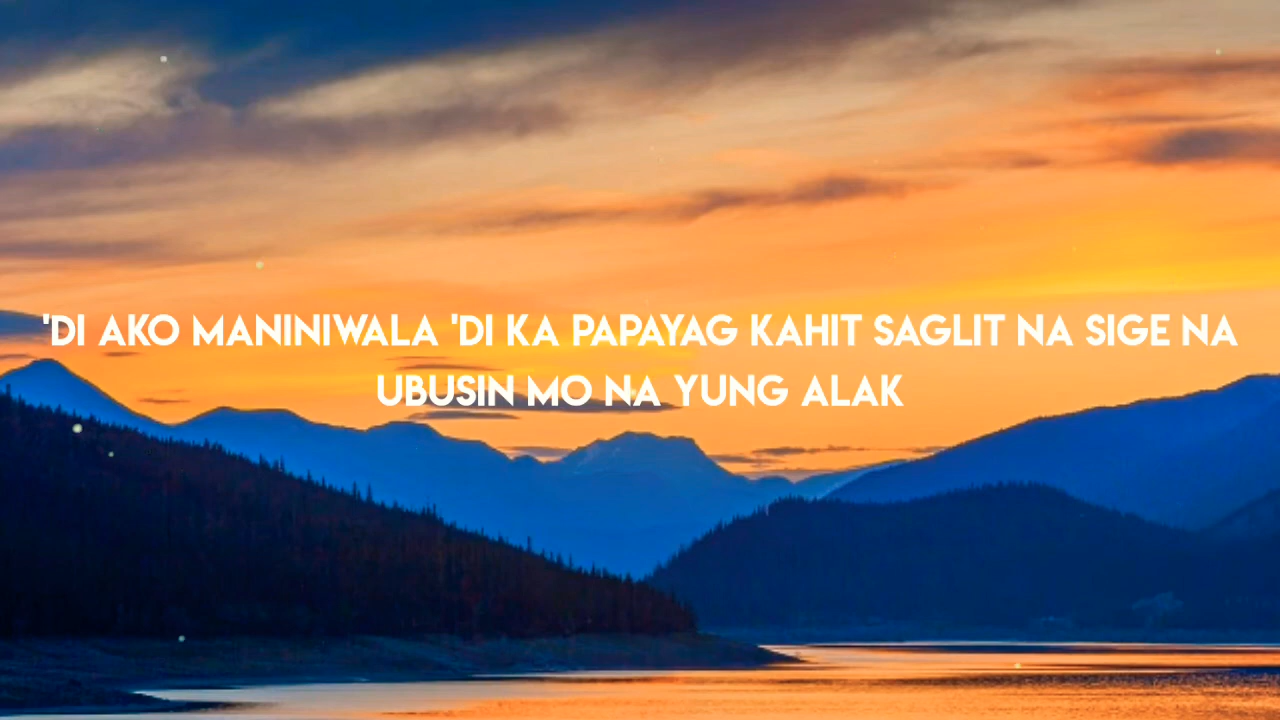 'DI AKO MANINIWALA 'DI KA PAPAYAG KAHIT SAGLIT NA SIGE NA
UBUSIN MO NA YUNG ALAK